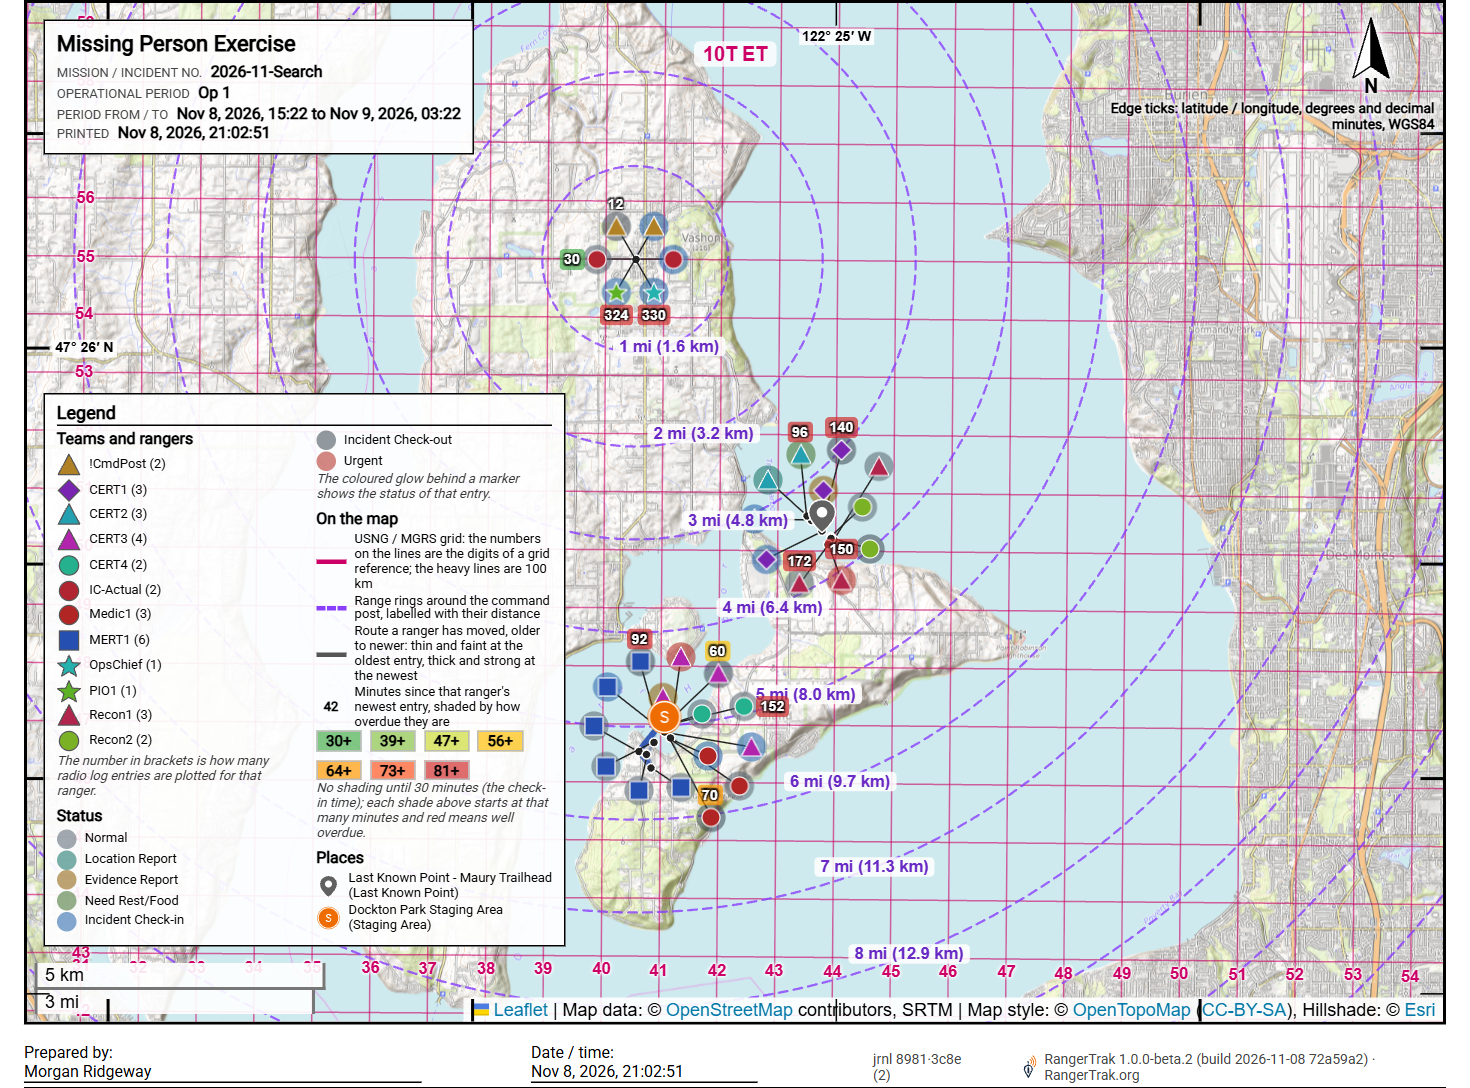 Missing Person Exercise
MISSION / INCIDENT NO. 2026-11-Search
OPERATIONAL PERIOD Op 1
PERIOD FROM / TO Nov 8, 2026, 15:22 to Nov 9, 2026, 03:22
PRINTED Nov 8, 2026, 21:02:51
10T ET
122° 25′ W
N
Edge ticks: latitude / longitude, degrees and decimal
minutes, WGS84
Burien
56
55
54
47° 26′ N
53
12
30
324
330
Vashon
1 mi (1.6 km)
2 mi (3.2 km)
3 mi (4.8 km)
4 mi (6.4 km)
5 mi (8.0 km)
6 mi (9.7 km)
7 mi (11.3 km)
8 mi (12.9 km)
Normandy Park
Des Moines
96
140
150
172
92
60
152
70
S
Legend
Teams and rangers
!CmdPost (2)
CERT1 (3)
CERT2 (3)
CERT3 (4)
CERT4 (2)
IC-Actual (2)
Medic1 (3)
MERT1 (6)
OpsChief (1)
PIO1 (1)
Recon1 (3)
Recon2 (2)
The number in brackets is how many
radio log entries are plotted for that
ranger.
Status
Normal
Location Report
Evidence Report
Need Rest/Food
Incident Check-in
Incident Check-out
Urgent
The coloured glow behind a marker
shows the status of that entry.
On the map
USNG / MGRS grid: the numbers
on the lines are the digits of a grid
reference; the heavy lines are 100
km
Range rings around the command
post, labelled with their distance
Route a ranger has moved, older
to newer: thin and faint at the
oldest entry, thick and strong at
the newest
42
Minutes since that ranger's
newest entry, shaded by how
overdue they are
30+ 39+ 47+ 56+
64+ 73+ 81+
No shading until 30 minutes (the check-
in time); each shade above starts at that
many minutes and red means well
overdue.
Places
Last Known Point - Maury Trailhead
(Last Known Point)
S
Dockton Park Staging Area
(Staging Area)
43
36 37 38 39 40 41 42 43 44 45 46 47 48 49 50 51 52 53 54
5 km
3 mi
Leaflet | Map data: © OpenStreetMap contributors, SRTM | Map style: © OpenTopoMap (CC-BY-SA), Hillshade: © Esri
Prepared by:
Morgan Ridgeway
Date / time:
Nov 8, 2026, 21:02:51
jrnl 8981·3c8e
(2)
RangerTrak 1.0.0-beta.2 (build 2026-11-08 72a59a2) ·
RangerTrak.org